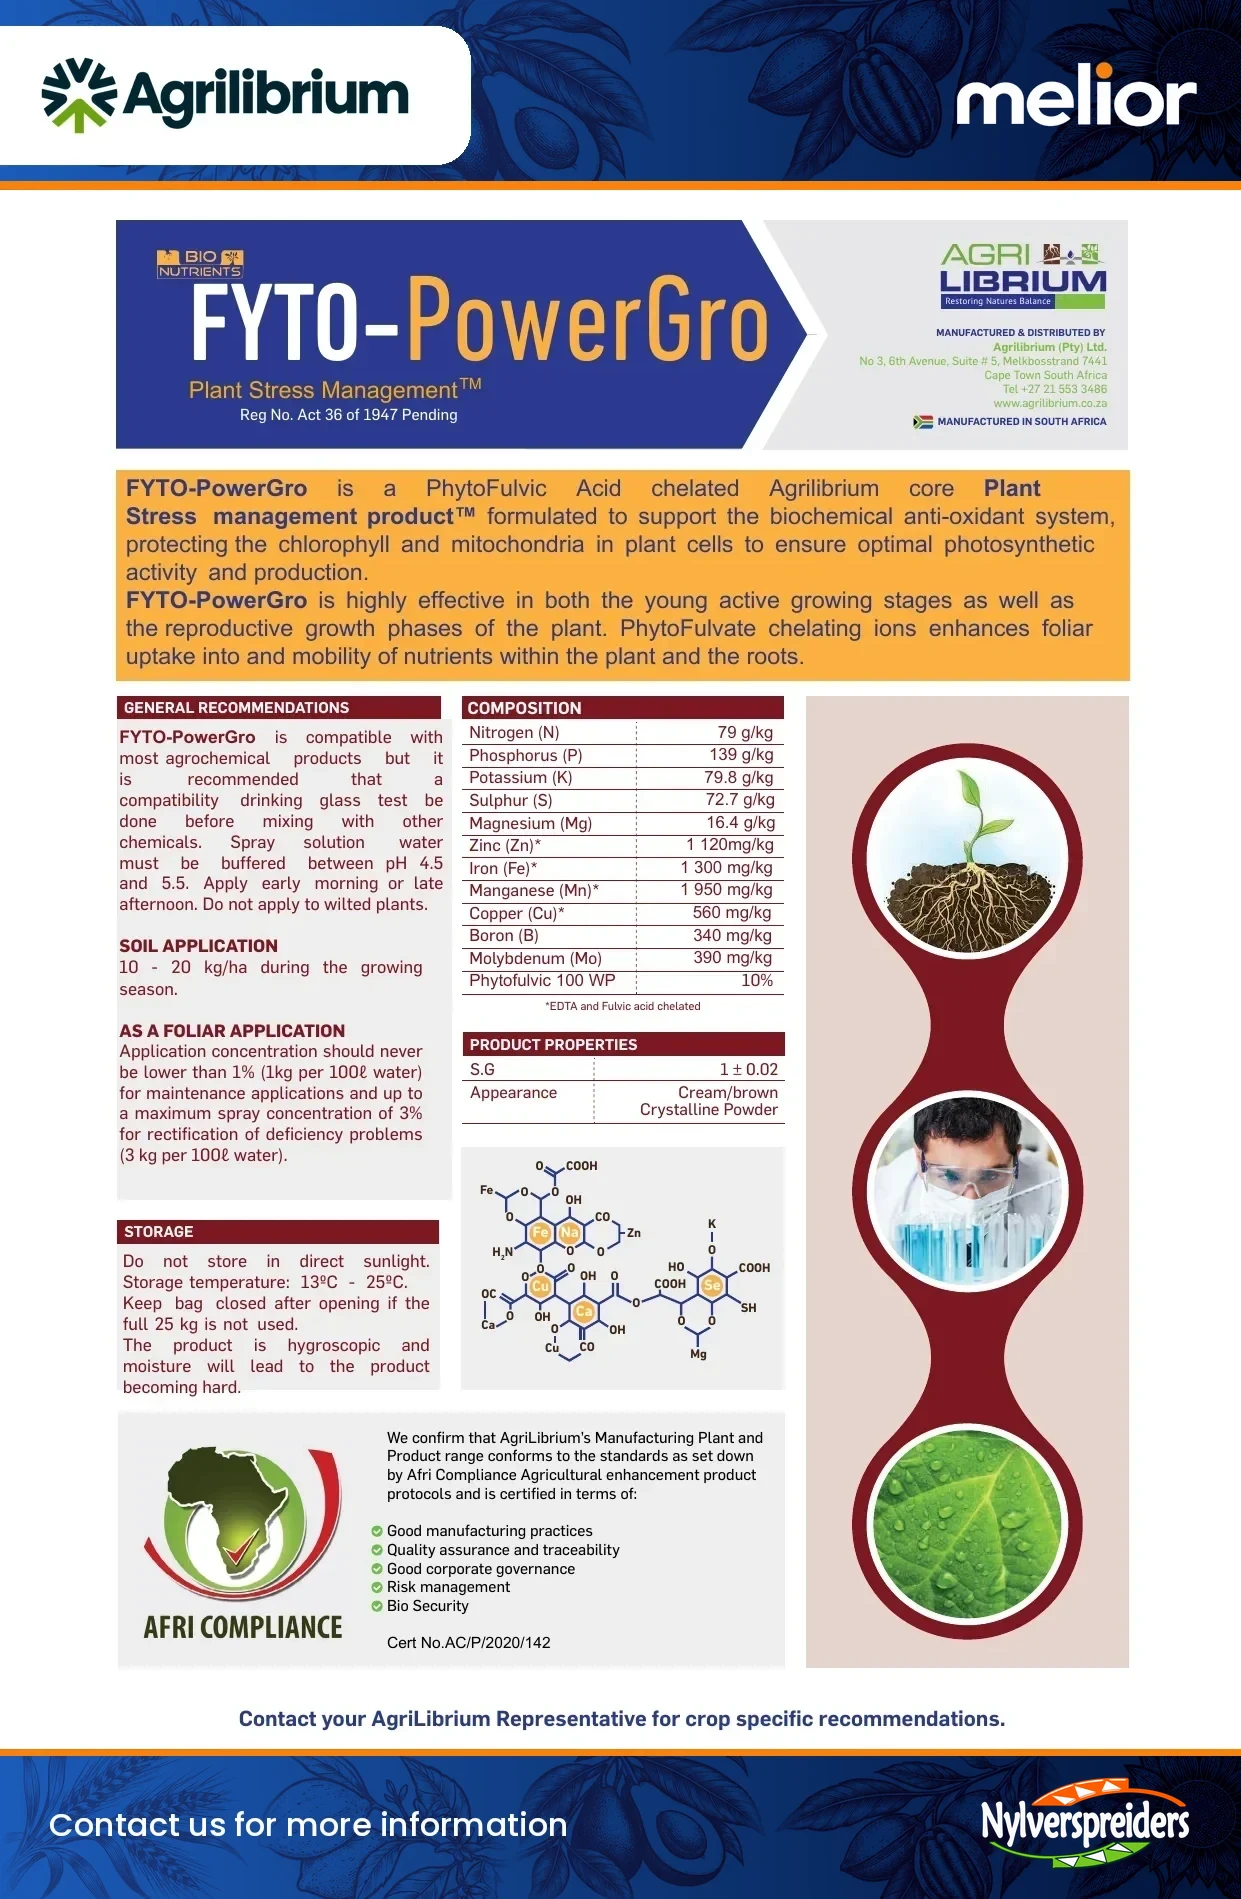 Agrilibrium
melior
BIO
NUTRIENTS
FYTO-PowerGro
Plant Stress Management™
Reg No. Act 36 of 1947 Pending
AGRI
LIBRIUM
Restoring Natures Balance
MANUFACTURED & DISTRIBUTED BY
Agrilibrium (Pty) Ltd.
No 3, 6th Avenue, Suite # 5, Melkbosstrand 7441
Cape Town South Africa
Tel +27 21 553 3486
www.agrilibrium.co.za
MANUFACTURED IN SOUTH AFRICA
FYTO-PowerGro is a PhytoFulvic Acid chelated Agrilibrium core Plant
Stress management product™ formulated to support the biochemical anti-oxidant system,
protecting the chlorophyll and mitochondria in plant cells to ensure optimal photosynthetic
activity and production.
FYTO-PowerGro is highly effective in both the young active growing stages as well as
the reproductive growth phases of the plant. PhytoFulvate chelating ions enhances foliar
uptake into and mobility of nutrients within the plant and the roots.
GENERAL RECOMMENDATIONS
FYTO-PowerGro is compatible with
most agrochemical products but it
is recommended that a
compatibility drinking glass test be
done before mixing with other
chemicals. Spray solution water
must be buffered between pH 4.5
and 5.5. Apply early morning or late
afternoon. Do not apply to wilted plants.
SOIL APPLICATION
10 - 20 kg/ha during the growing
season.
AS A FOLIAR APPLICATION
Application concentration should never
be lower than 1% (1kg per 100ℓ water)
for maintenance applications and up to
a maximum spray concentration of 3%
for rectification of deficiency problems
(3 kg per 100ℓ water).
STORAGE
Do not store in direct sunlight.
Storage temperature: 13ºC - 25ºC.
Keep bag closed after opening if the
full 25 kg is not used.
The product is hygroscopic and
moisture will lead to the product
becoming hard.
COMPOSITION
Nitrogen (N) 79 g/kg
Phosphorus (P) 139 g/kg
Potassium (K) 79.8 g/kg
Sulphur (S) 72.7 g/kg
Magnesium (Mg) 16.4 g/kg
Zinc (Zn)* 1 120mg/kg
Iron (Fe)* 1 300 mg/kg
Manganese (Mn)* 1 950 mg/kg
Copper (Cu)* 560 mg/kg
Boron (B) 340 mg/kg
Molybdenum (Mo) 390 mg/kg
Phytofulvic 100 WP 10%
*EDTA and Fulvic acid chelated
PRODUCT PROPERTIES
S.G 1 ± 0.02
Appearance Cream/brown
Crystalline Powder
O COOH
Fe O O OH
O CO
Fe Na Zn
H₂N O O
K
O
O O OH O HO COOH
O Cu COOH Se
OC O SH
Ca O OH Ca OH O O
O
Cu CO Mg
We confirm that AgriLibrium's Manufacturing Plant and
Product range conforms to the standards as set down
by Afri Compliance Agricultural enhancement product
protocols and is certified in terms of:
Good manufacturing practices
Quality assurance and traceability
Good corporate governance
Risk management
Bio Security
Cert No.AC/P/2020/142
AFRI COMPLIANCE
Contact your AgriLibrium Representative for crop specific recommendations.
Contact us for more information
Nylverspreiders